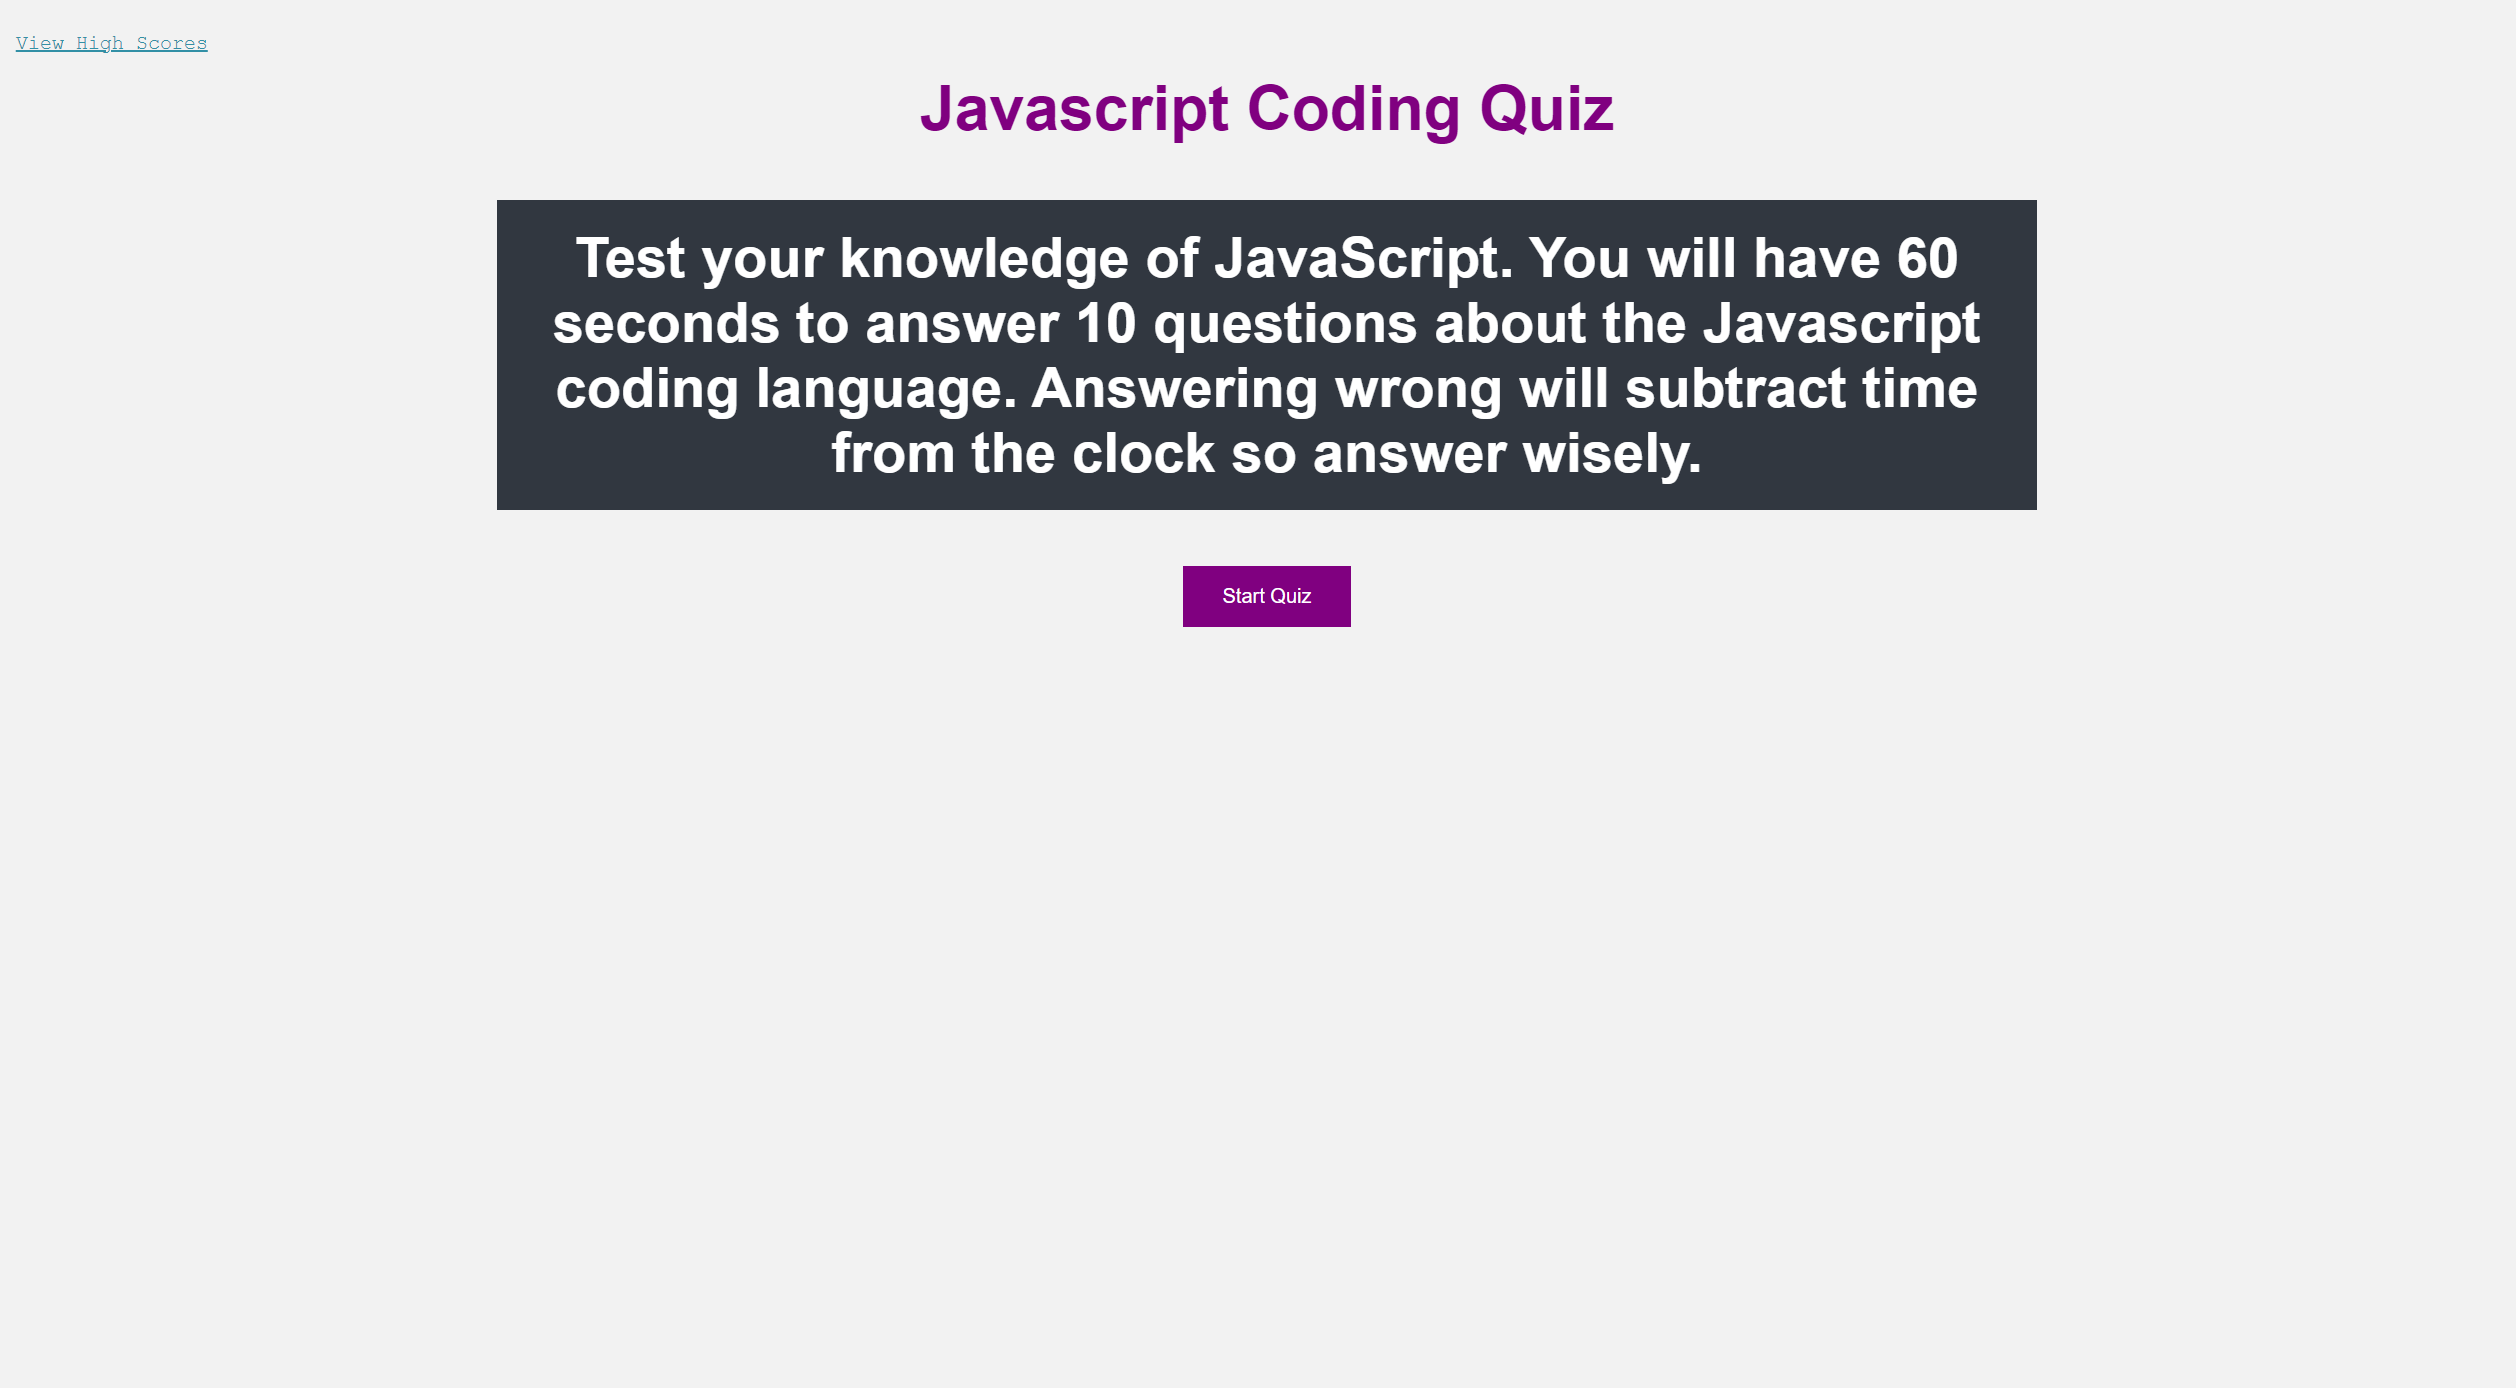 View High Scores
Javascript Coding Quiz
Test your knowledge of JavaScript. You will have 60
seconds to answer 10 questions about the Javascript
coding language. Answering wrong will subtract time
from the clock so answer wisely.
Start Quiz